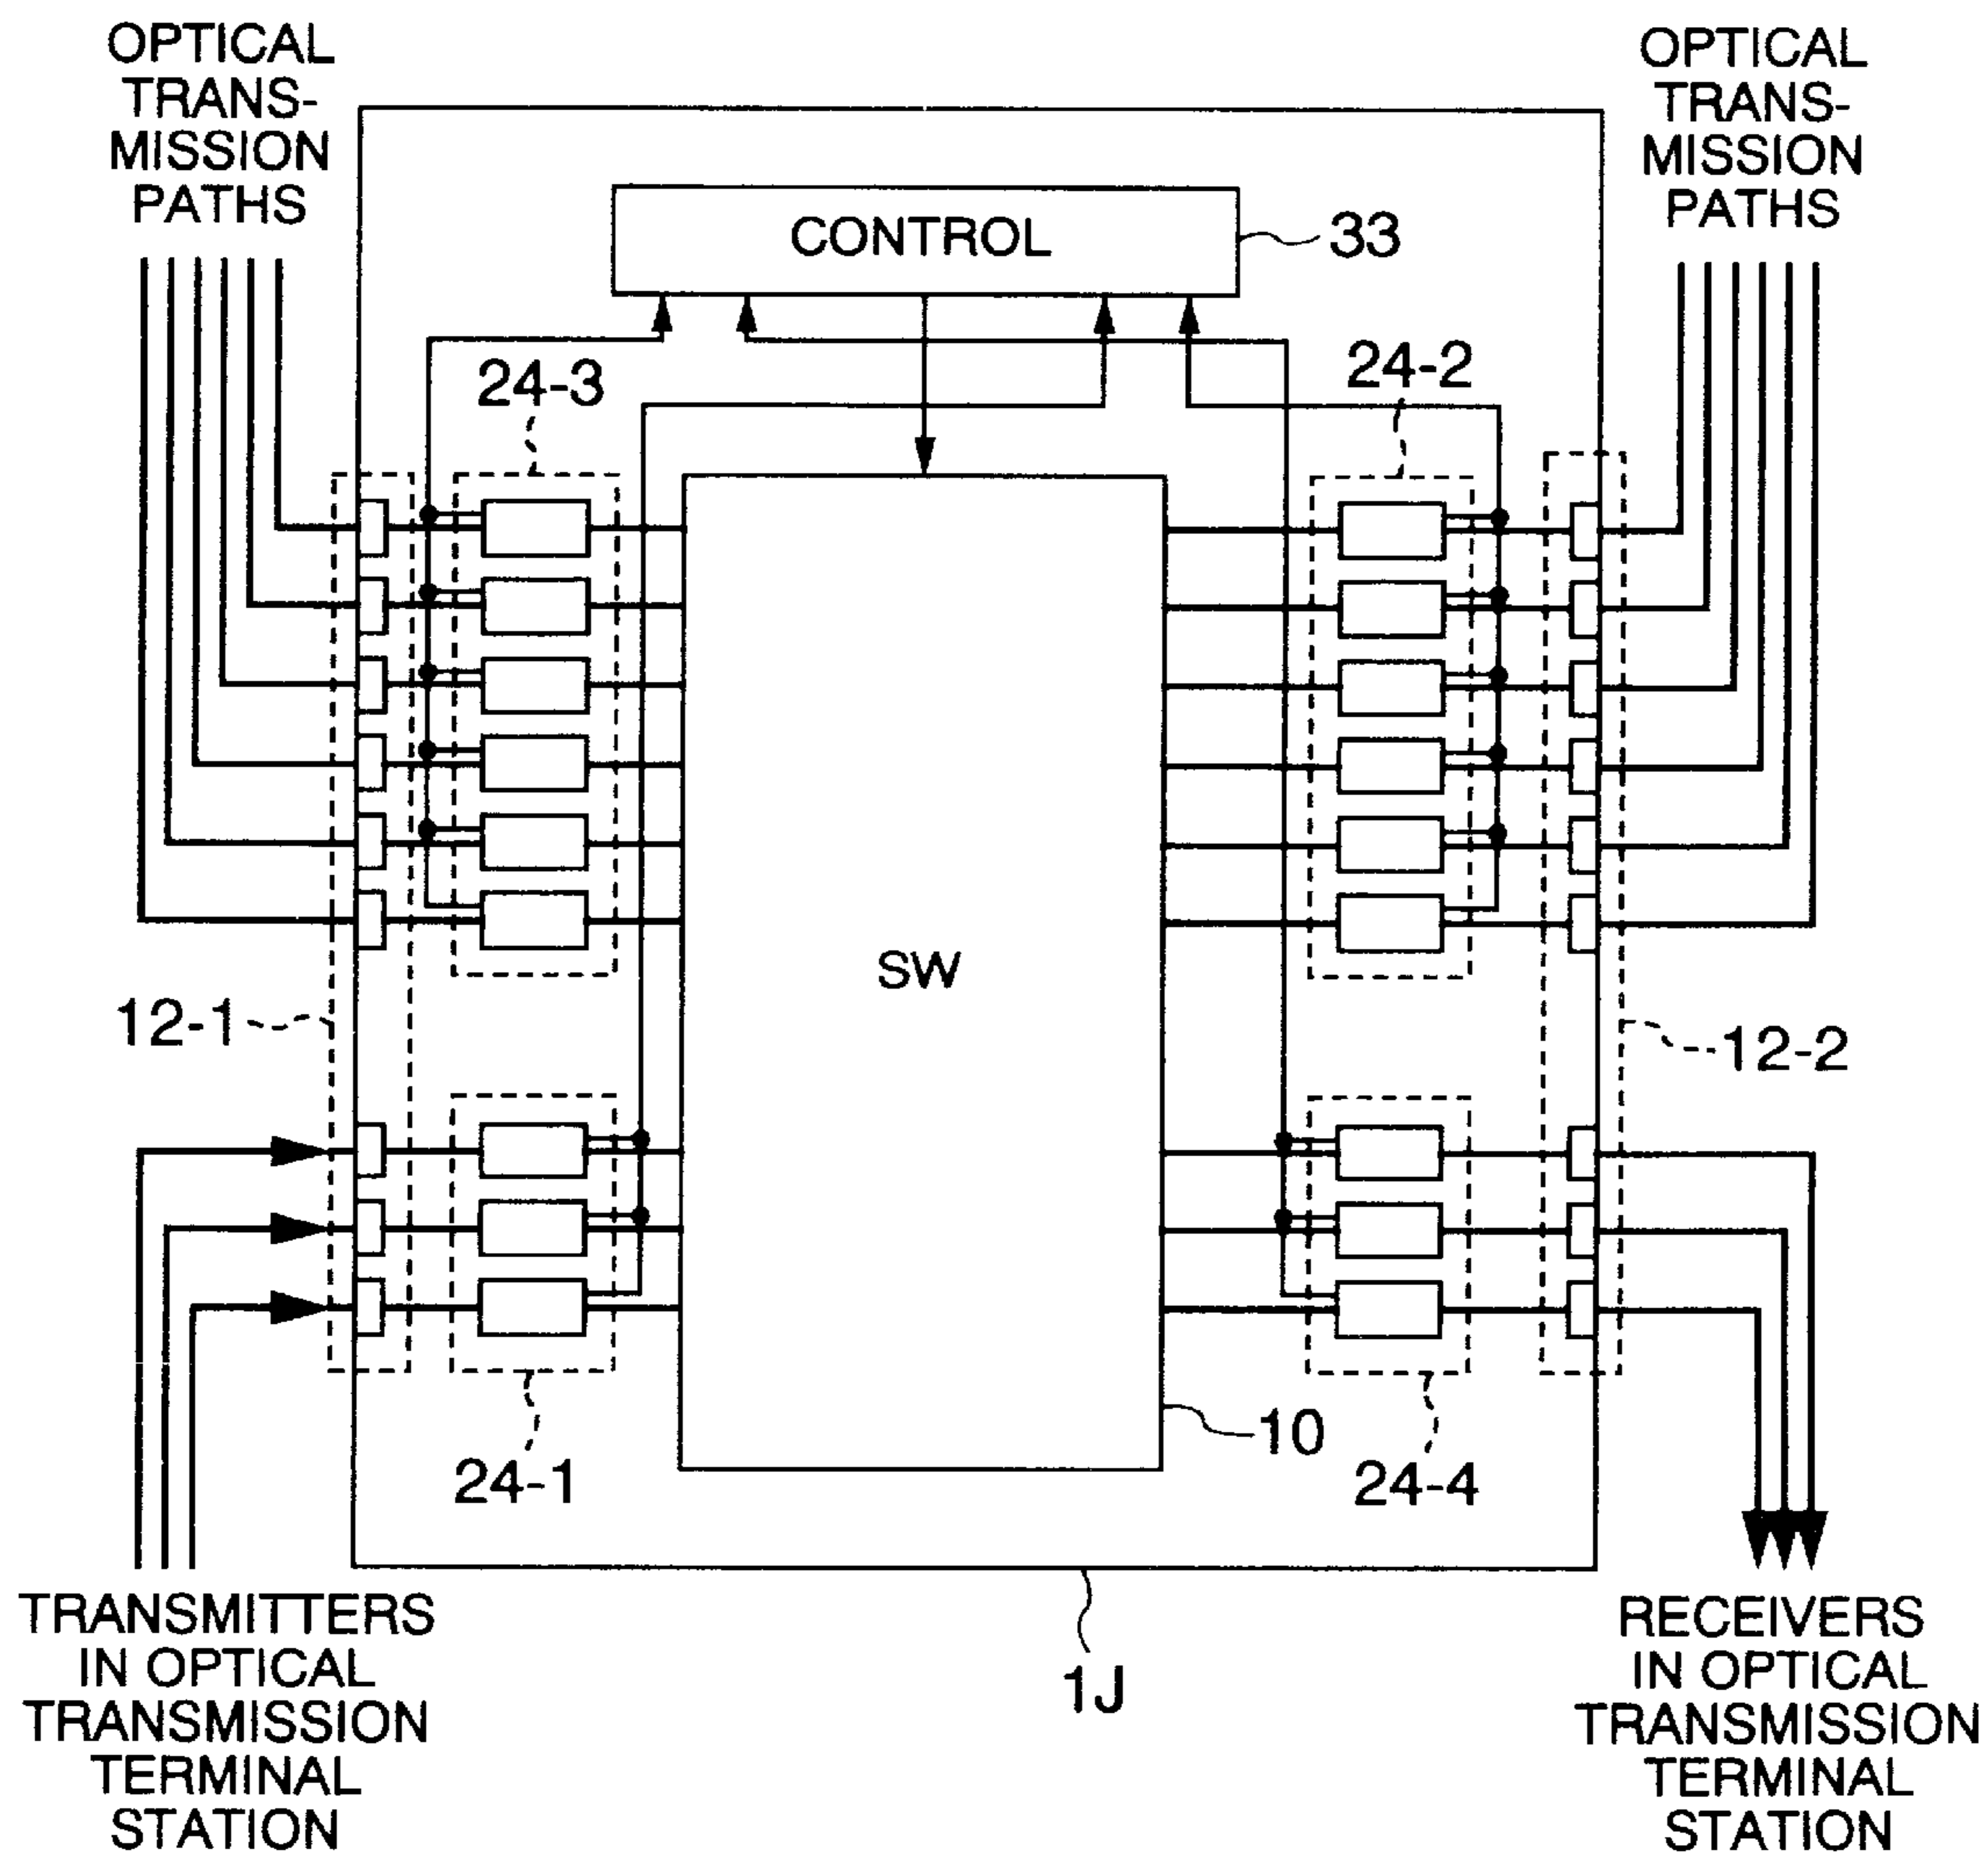 OPTICAL
TRANS-
MISSION
PATHS
OPTICAL
TRANS-
MISSION
PATHS
CONTROL
33
24-3
24-2
SW
12-1
12-2
10
24-1
24-4
1J
TRANSMITTERS
IN OPTICAL
TRANSMISSION
TERMINAL
STATION
RECEIVERS
IN OPTICAL
TRANSMISSION
TERMINAL
STATION